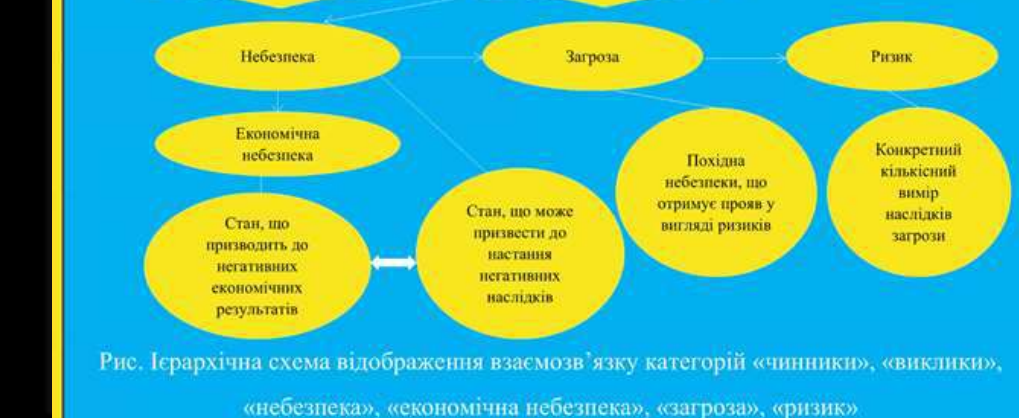 Небезпека
Загроза
Ризик
Економічна
небезпека
Похідна
небезпеки, що
отримує прояв у
вигляді ризиків
Конкретний
кількісний
вимір
наслідків
загрози
Стан, що
призводить до
негативних
економічних
результатів
Стан, що може
призвести до
настання
негативних
наслідків
Рис. Ієрархічна схема відображення взаємозв’язку категорій «чинники», «виклики»,
«небезпека», «економічна небезпека», «загроза», «ризик»